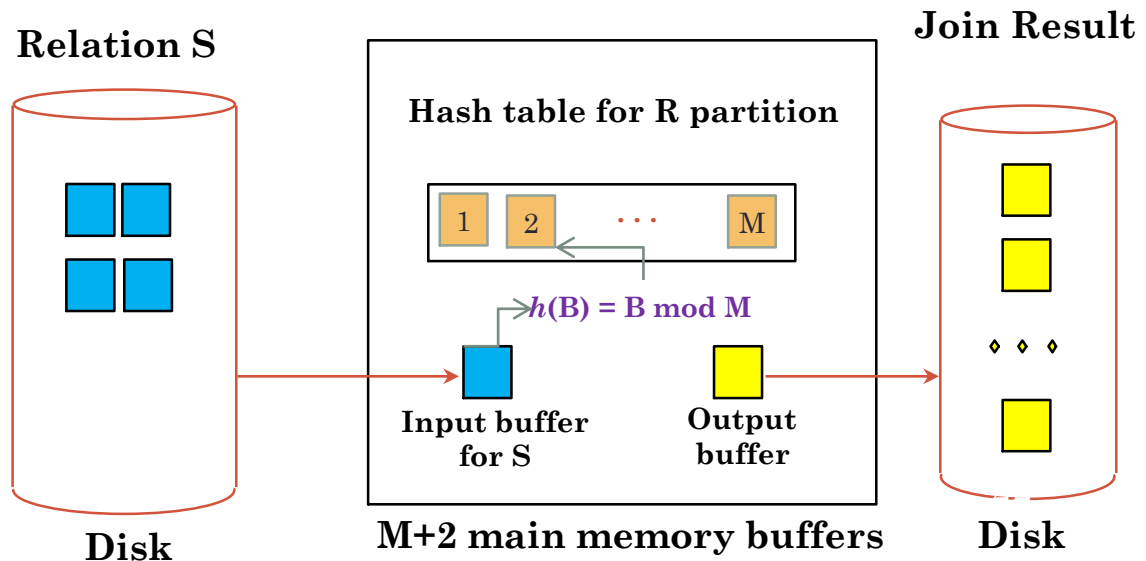 Relation S
Join Result
Hash table for R partition
1 2 ... M
h(B) = B mod M
Input buffer
for S
Output
buffer
Disk
M+2 main memory buffers
Disk